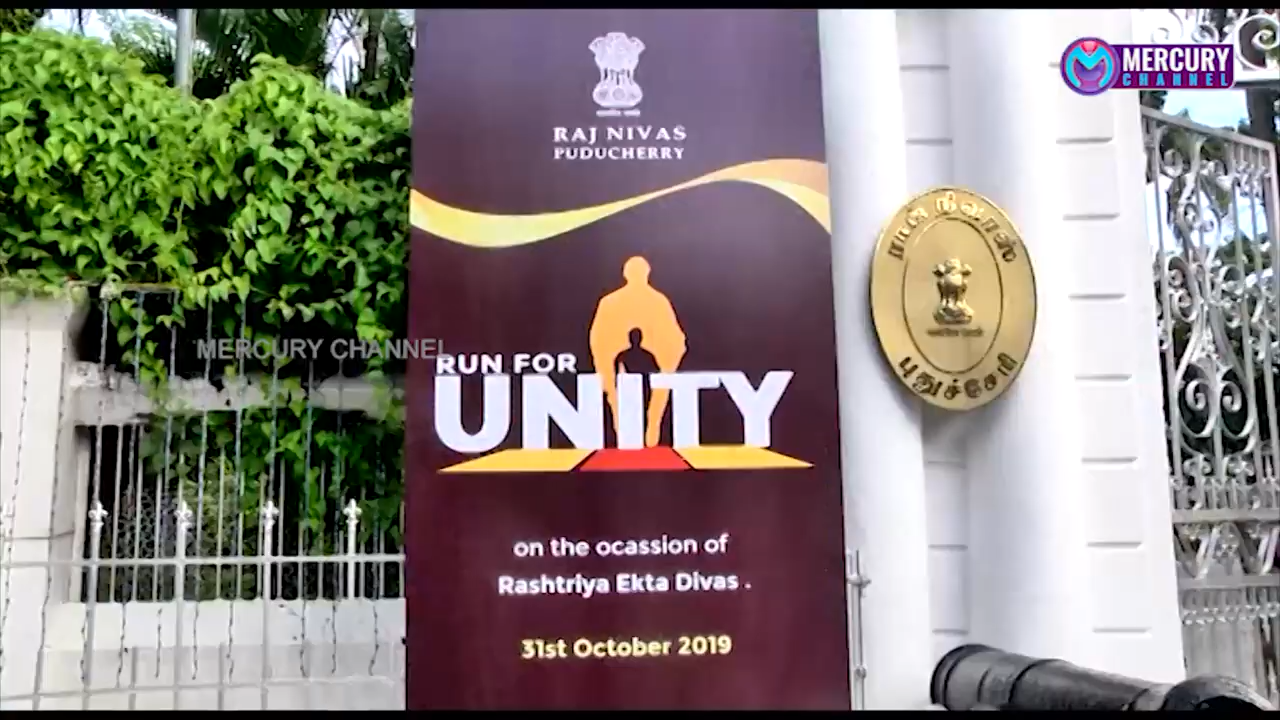 RAJ NIVAS
PUDUCHERRY
RUN FOR
UNITY
on the ocassion of
Rashtriya Ekta Divas .
31st October 2019
ராஜ் நிவாஸ்
புதுச்சேரி
MERCURY
CHANNEL
MERCURY CHANNEL